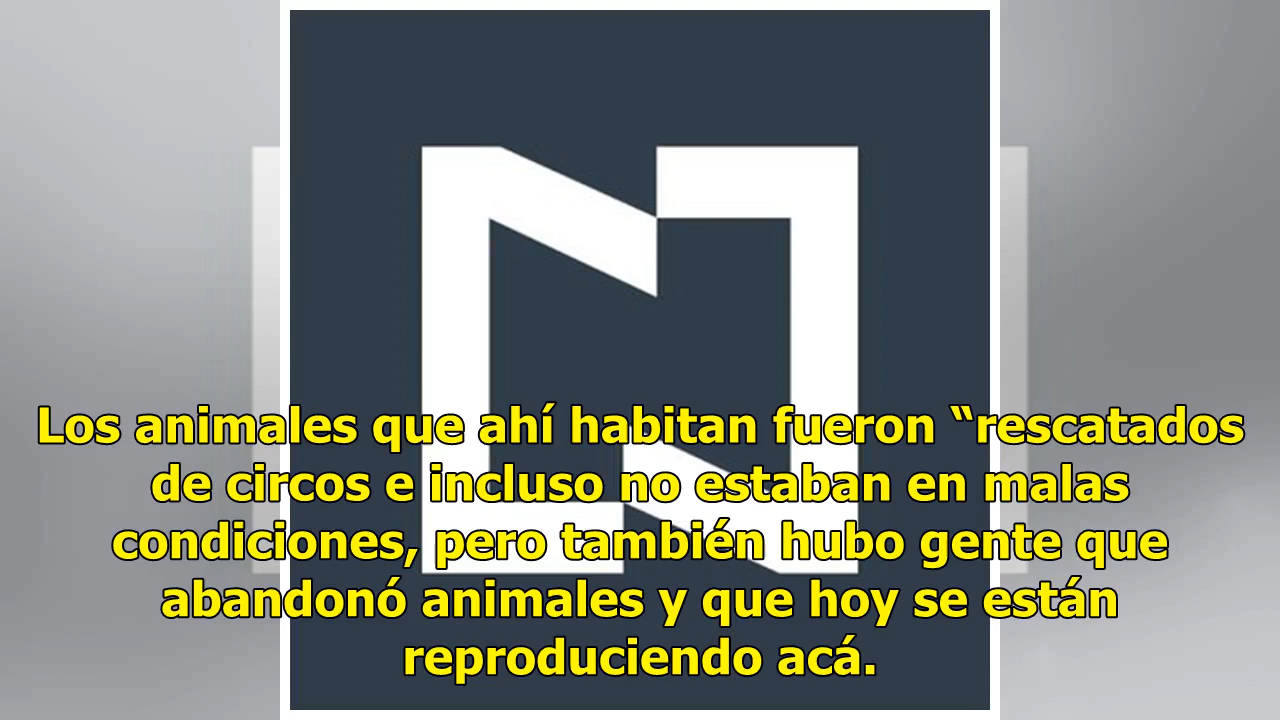 Los animales que ahí habitan fueron “rescatados
de circos e incluso no estaban en malas
condiciones, pero también hubo gente que
abandonó animales y que hoy se están
reproduciendo acá.